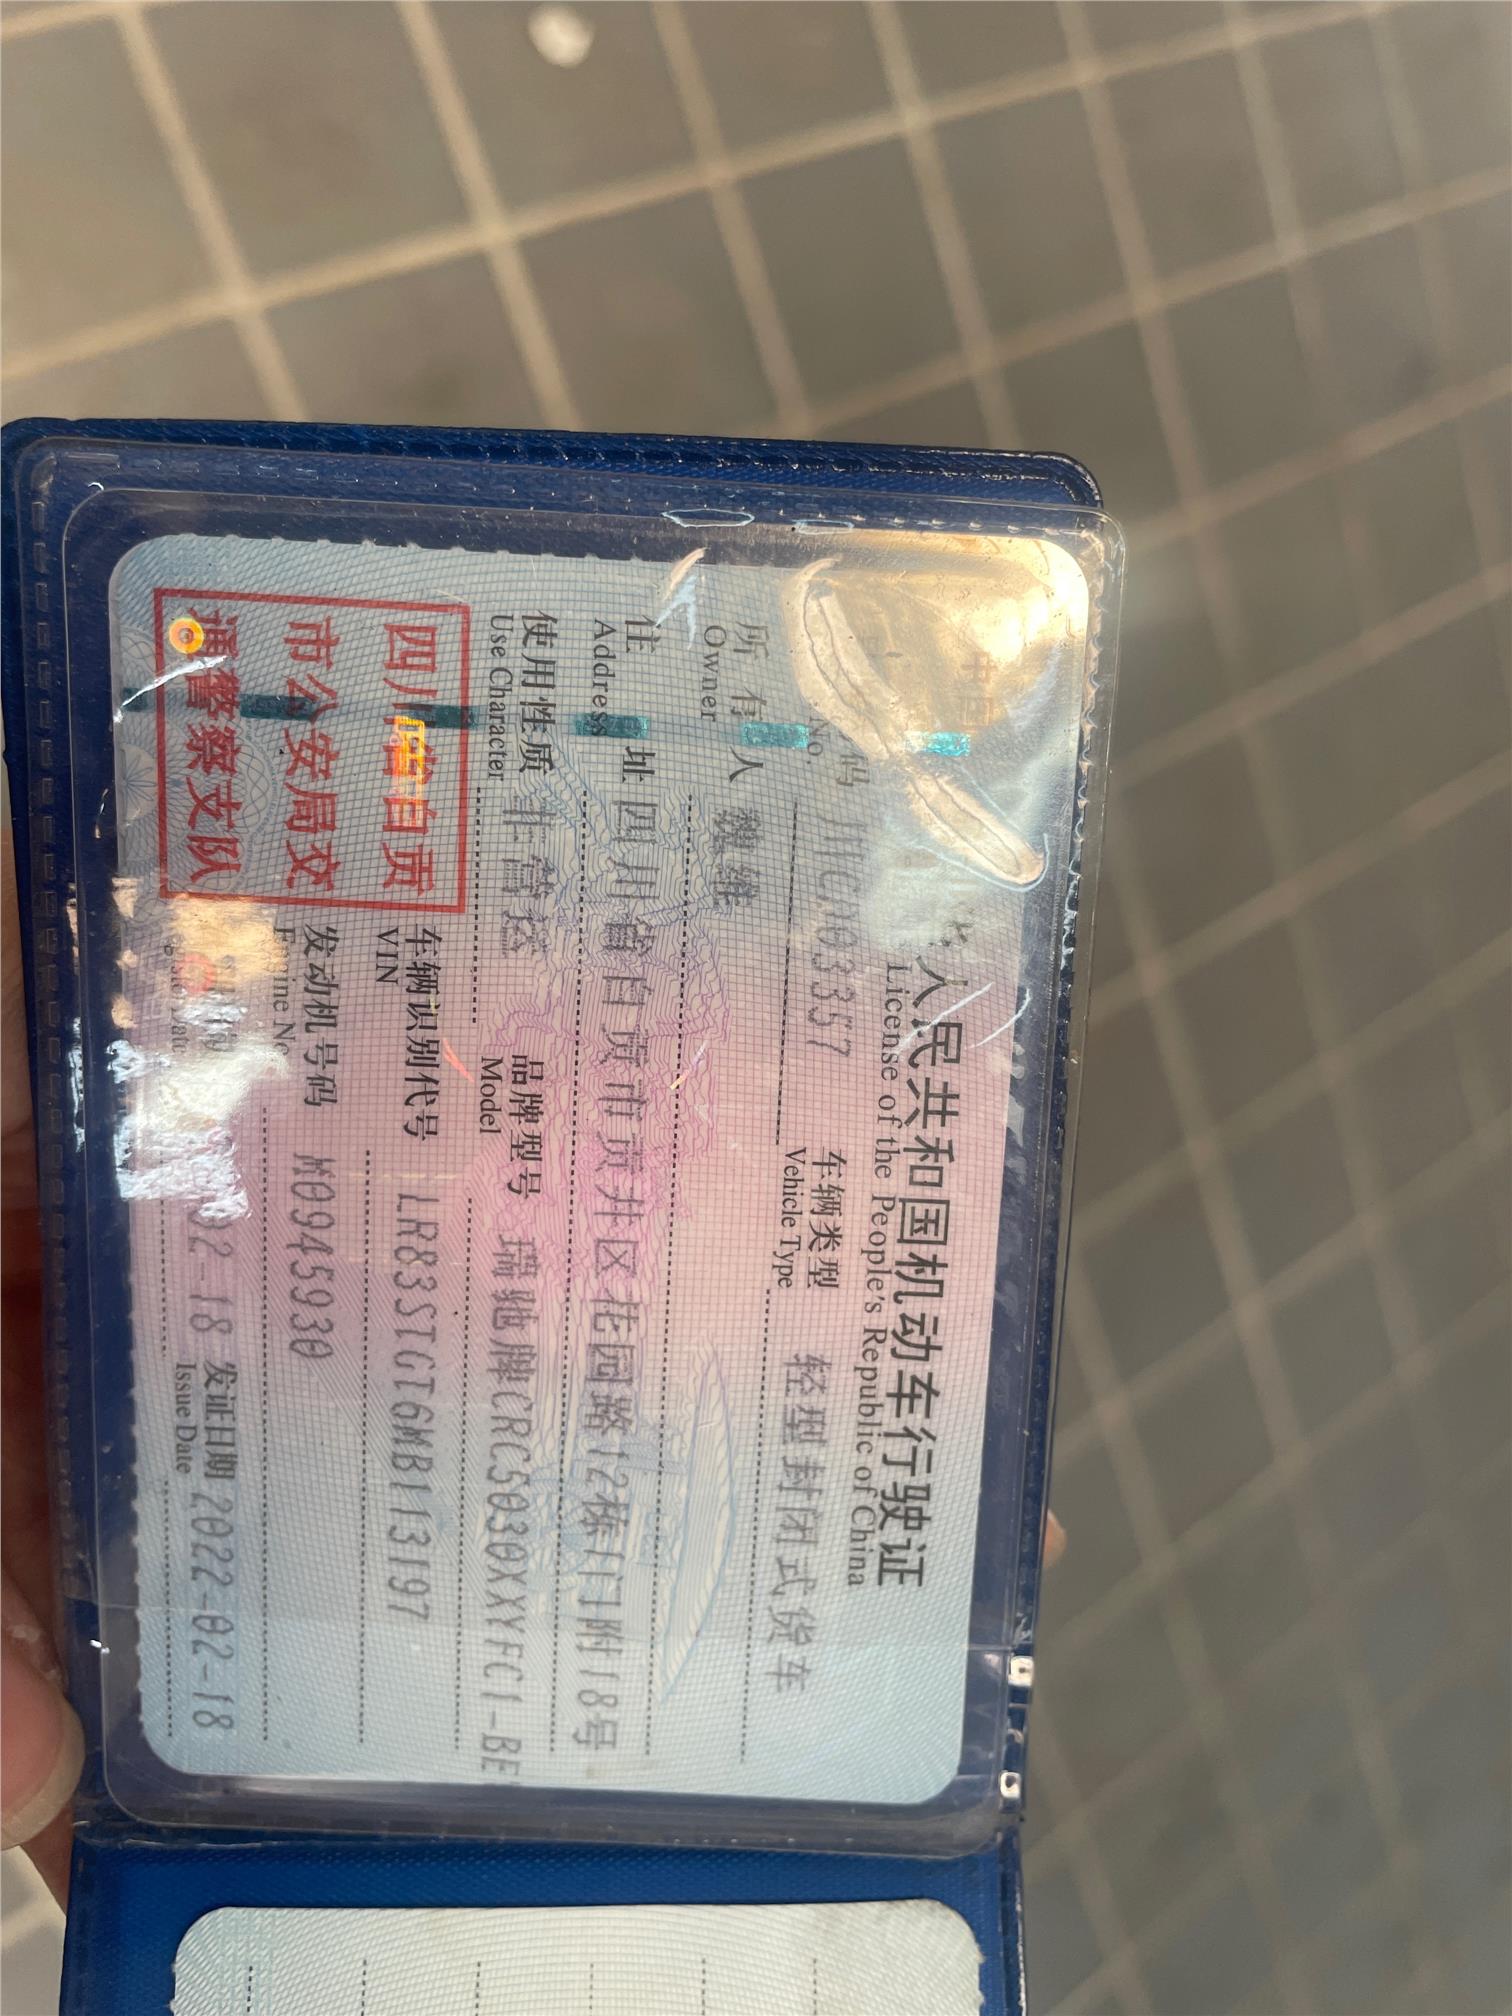 人民共和国机动车行驶证
License of the People's Republic of China
码 川CA03357 车辆类型 轻型封闭式货车
No. Vehicle Type
所有人 魏维
Owner
住址 四川省自贡市贡井区花园路12栋1门附18号
Address
使用性质 非营运 品牌型号 瑞驰牌CRC5030XXYFC1-BE
Use Character Model
四川省自贡
市公安局交
通警察支队
车辆识别代号 LR83STGT6MB113197
VIN
发动机号码 M0945930
02-18 发证日期 2022-02-18
Issue Date